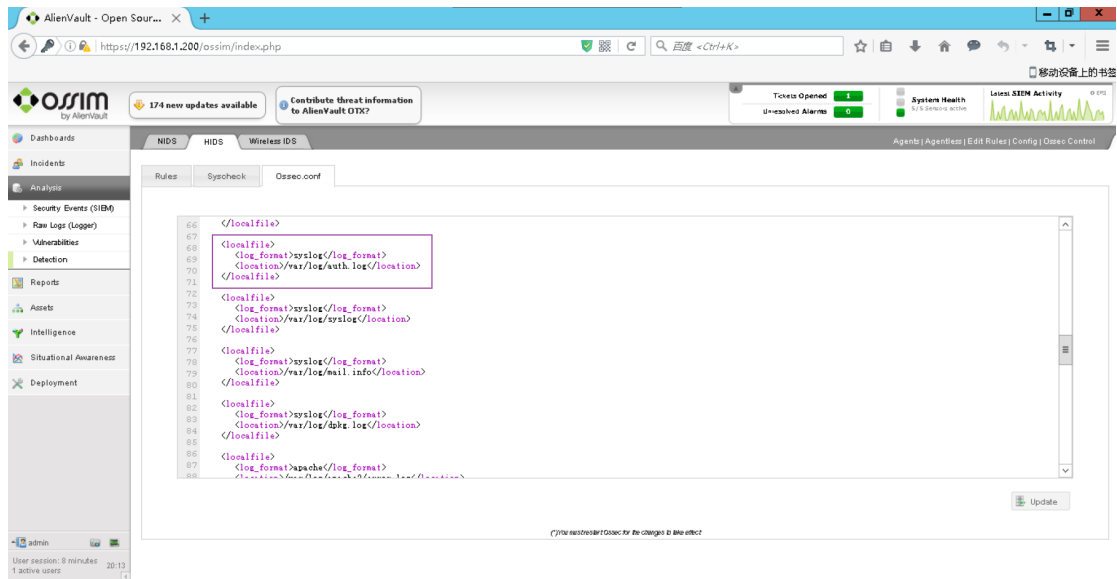 AlienVault - Open Sour...
https://192.168.1.200/ossim/index.php
百度 <Ctrl+K>
移动设备上的书签
OSSIM
by AlienVault
174 new updates available
Contribute threat information
to AlienVault OTX?
Tickets Opened 1
Unresolved Alarms 0
System Health
5/5 Sensors active
Latest SIEM Activity 0 EPS
Dashboards
Incidents
Analysis
Security Events (SIEM)
Raw Logs (Logger)
Vulnerabilities
Detection
Reports
Assets
Intelligence
Situational Awareness
Deployment
NIDS HIDS Wireless IDS
Agents | Agentless | Edit Rules | Config | Ossec Control
Rules Syscheck Ossec.conf
66 </localfile>
67
68 <localfile>
69 <log_format>syslog</log_format>
70 <location>/var/log/auth.log</location>
71 </localfile>
72 <localfile>
73 <log_format>syslog</log_format>
74 <location>/var/log/syslog</location>
75 </localfile>
76
77 <localfile>
78 <log_format>syslog</log_format>
79 <location>/var/log/mail.info</location>
80 </localfile>
81
82 <localfile>
83 <log_format>syslog</log_format>
84 <location>/var/log/dpkg.log</location>
85 </localfile>
86 <localfile>
87 <log_format>apache</log_format>
88
Update
(*)You must restart Ossec for the changes to take effect
admin
User session: 8 minutes
1 active users
20:13